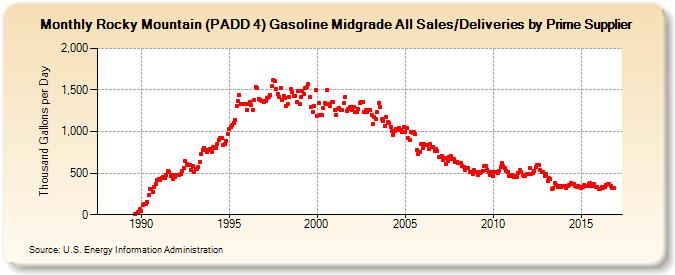 Monthly Rocky Mountain (PADD 4) Gasoline Midgrade All Sales/Deliveries by Prime Supplier
Thousand Gallons per Day
2,000
1,500
1,000
500
0
1990 1995 2000 2005 2010 2015
Source: U.S. Energy Information Administration